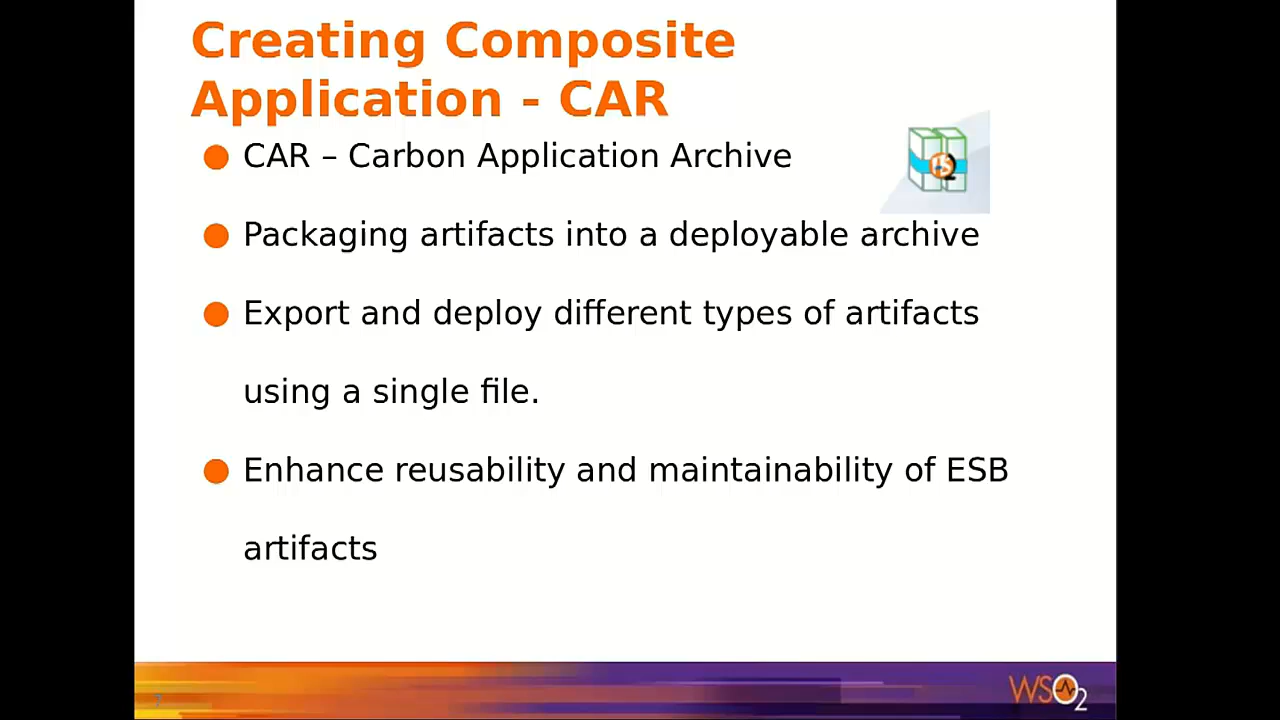 Creating Composite
Application - CAR
CAR – Carbon Application Archive
Packaging artifacts into a deployable archive
Export and deploy different types of artifacts
using a single file.
Enhance reusability and maintainability of ESB
artifacts
7
WSO2